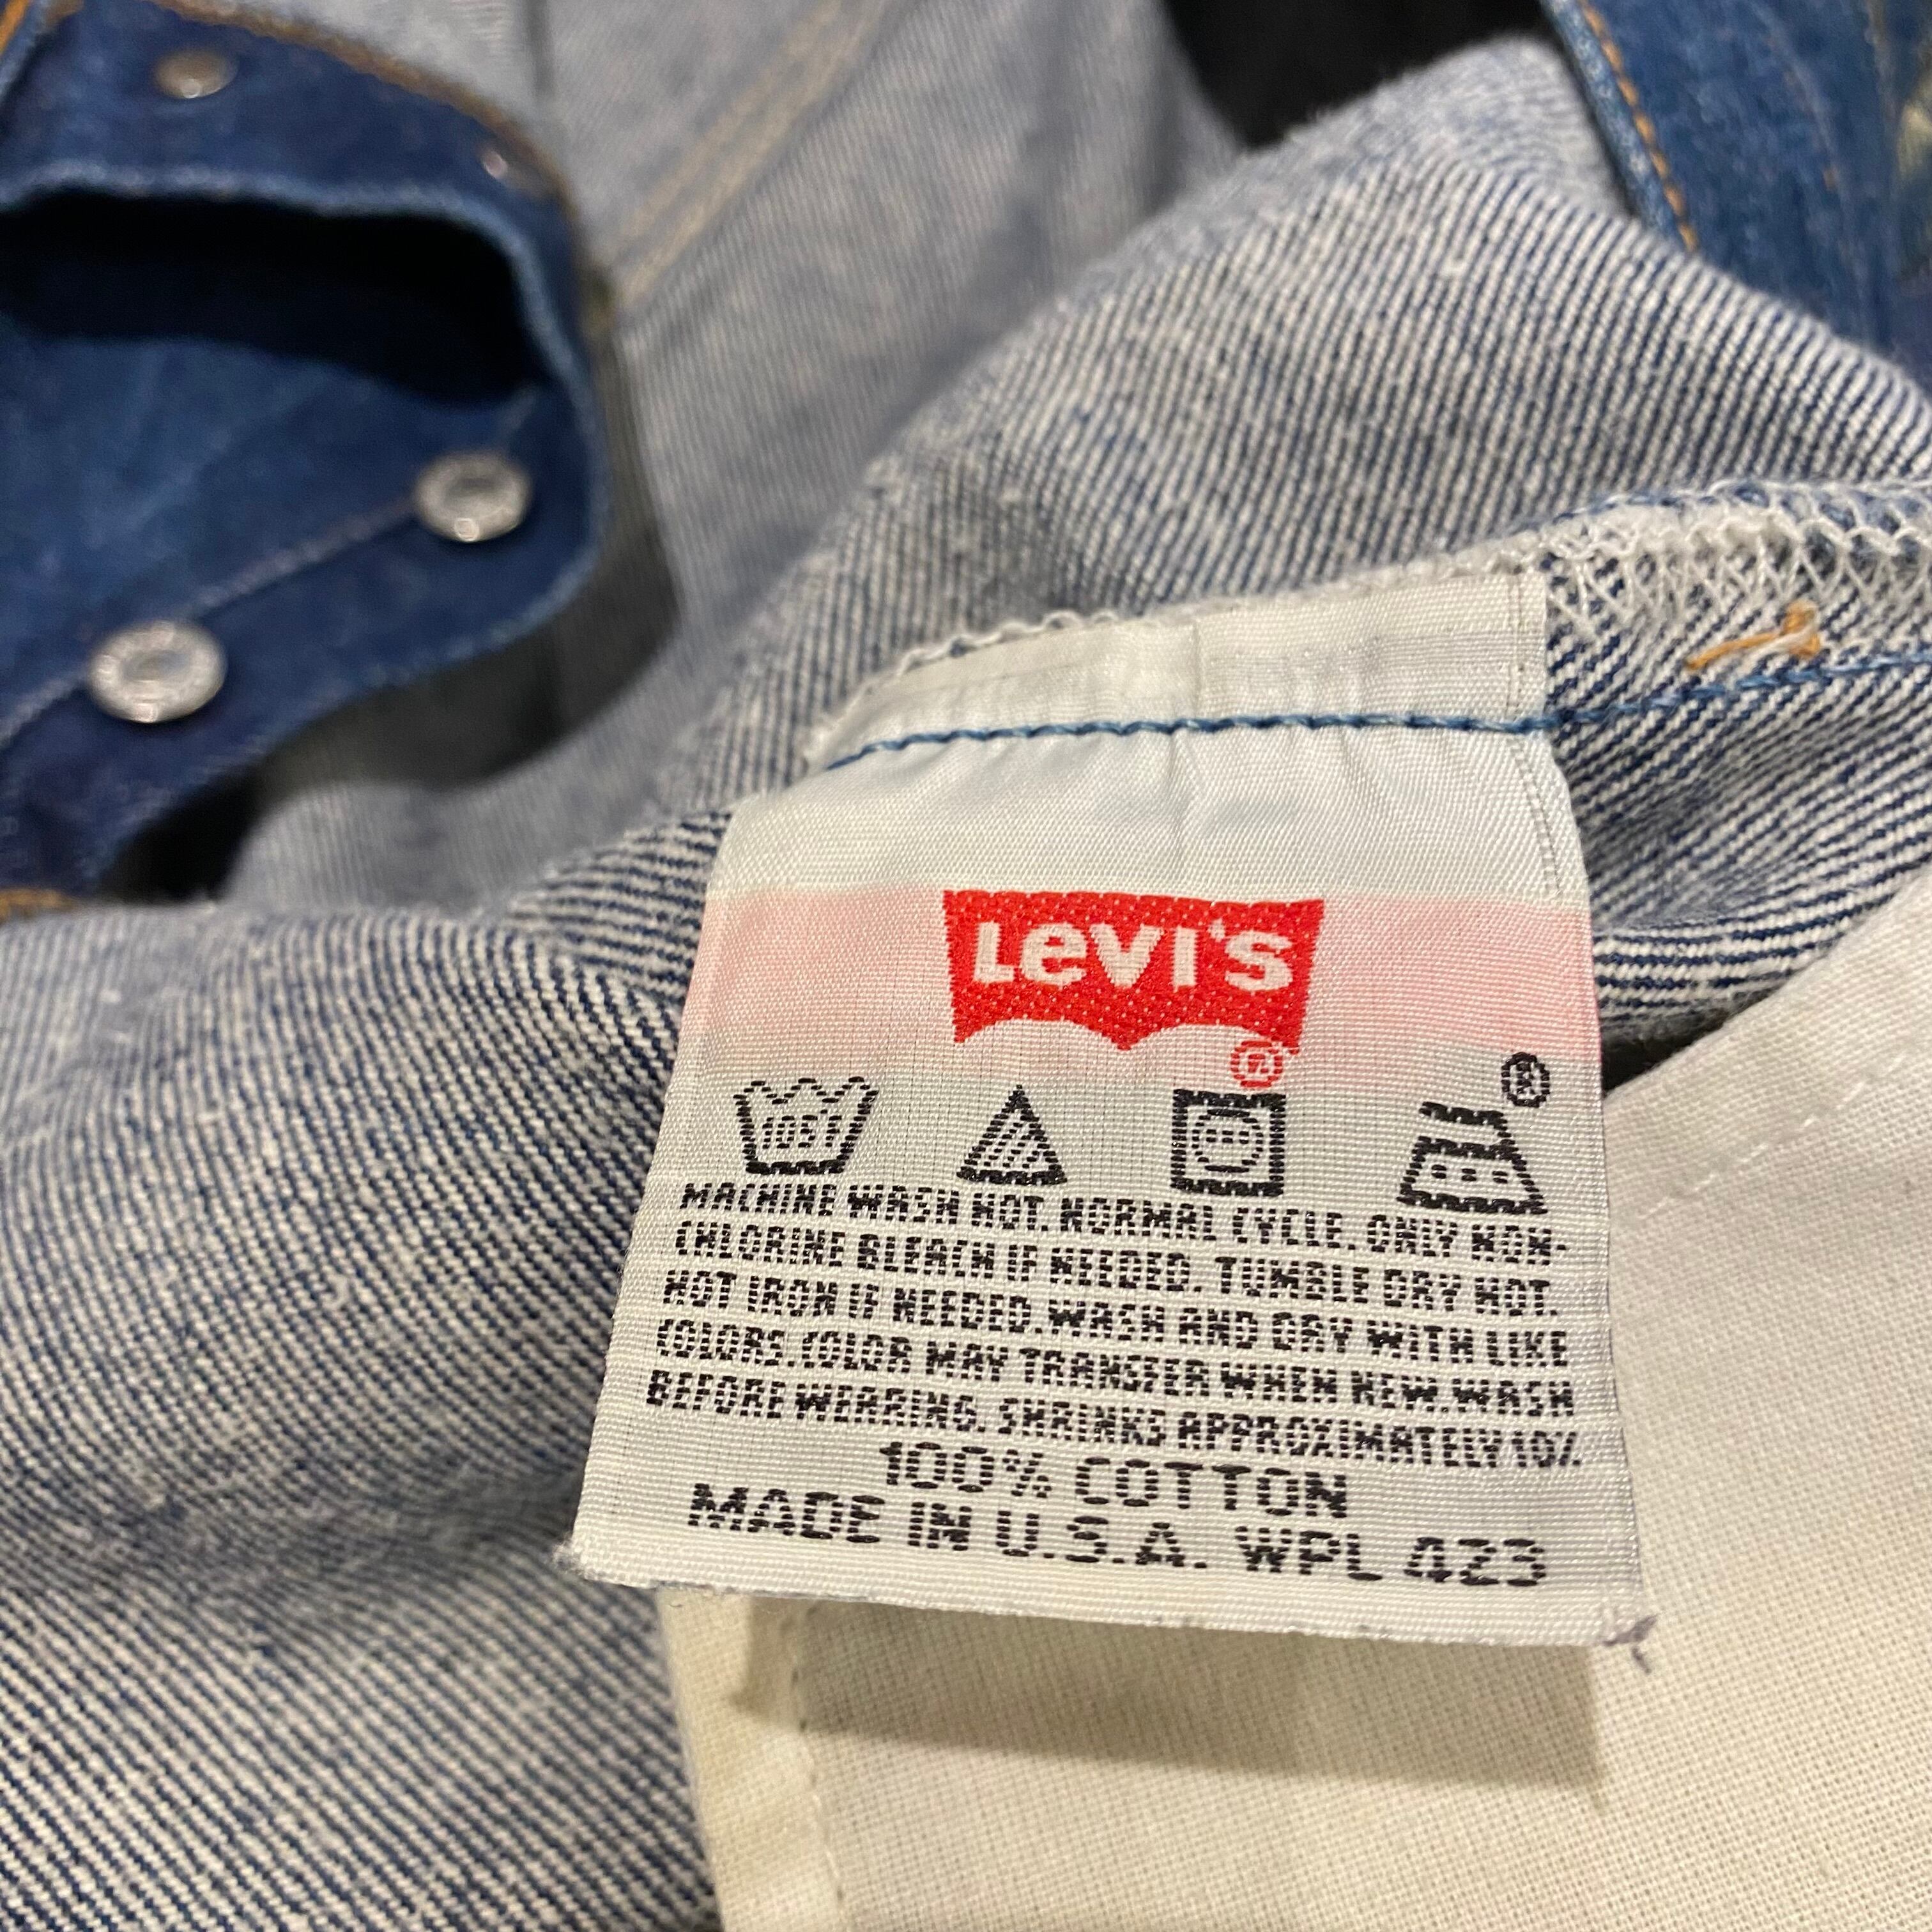 Levi's
®
®
105F
MACHINE WASH HOT. NORMAL CYCLE. ONLY NON-
CHLORINE BLEACH IF NEEDED. TUMBLE DRY HOT.
HOT IRON IF NEEDED. WASH AND DRY WITH LIKE
COLORS. COLOR MAY TRANSFER WHEN NEW. WASH
BEFORE WEARING. SHRINKS APPROXIMATELY 10%
100% COTTON
MADE IN U.S.A. WPL 423